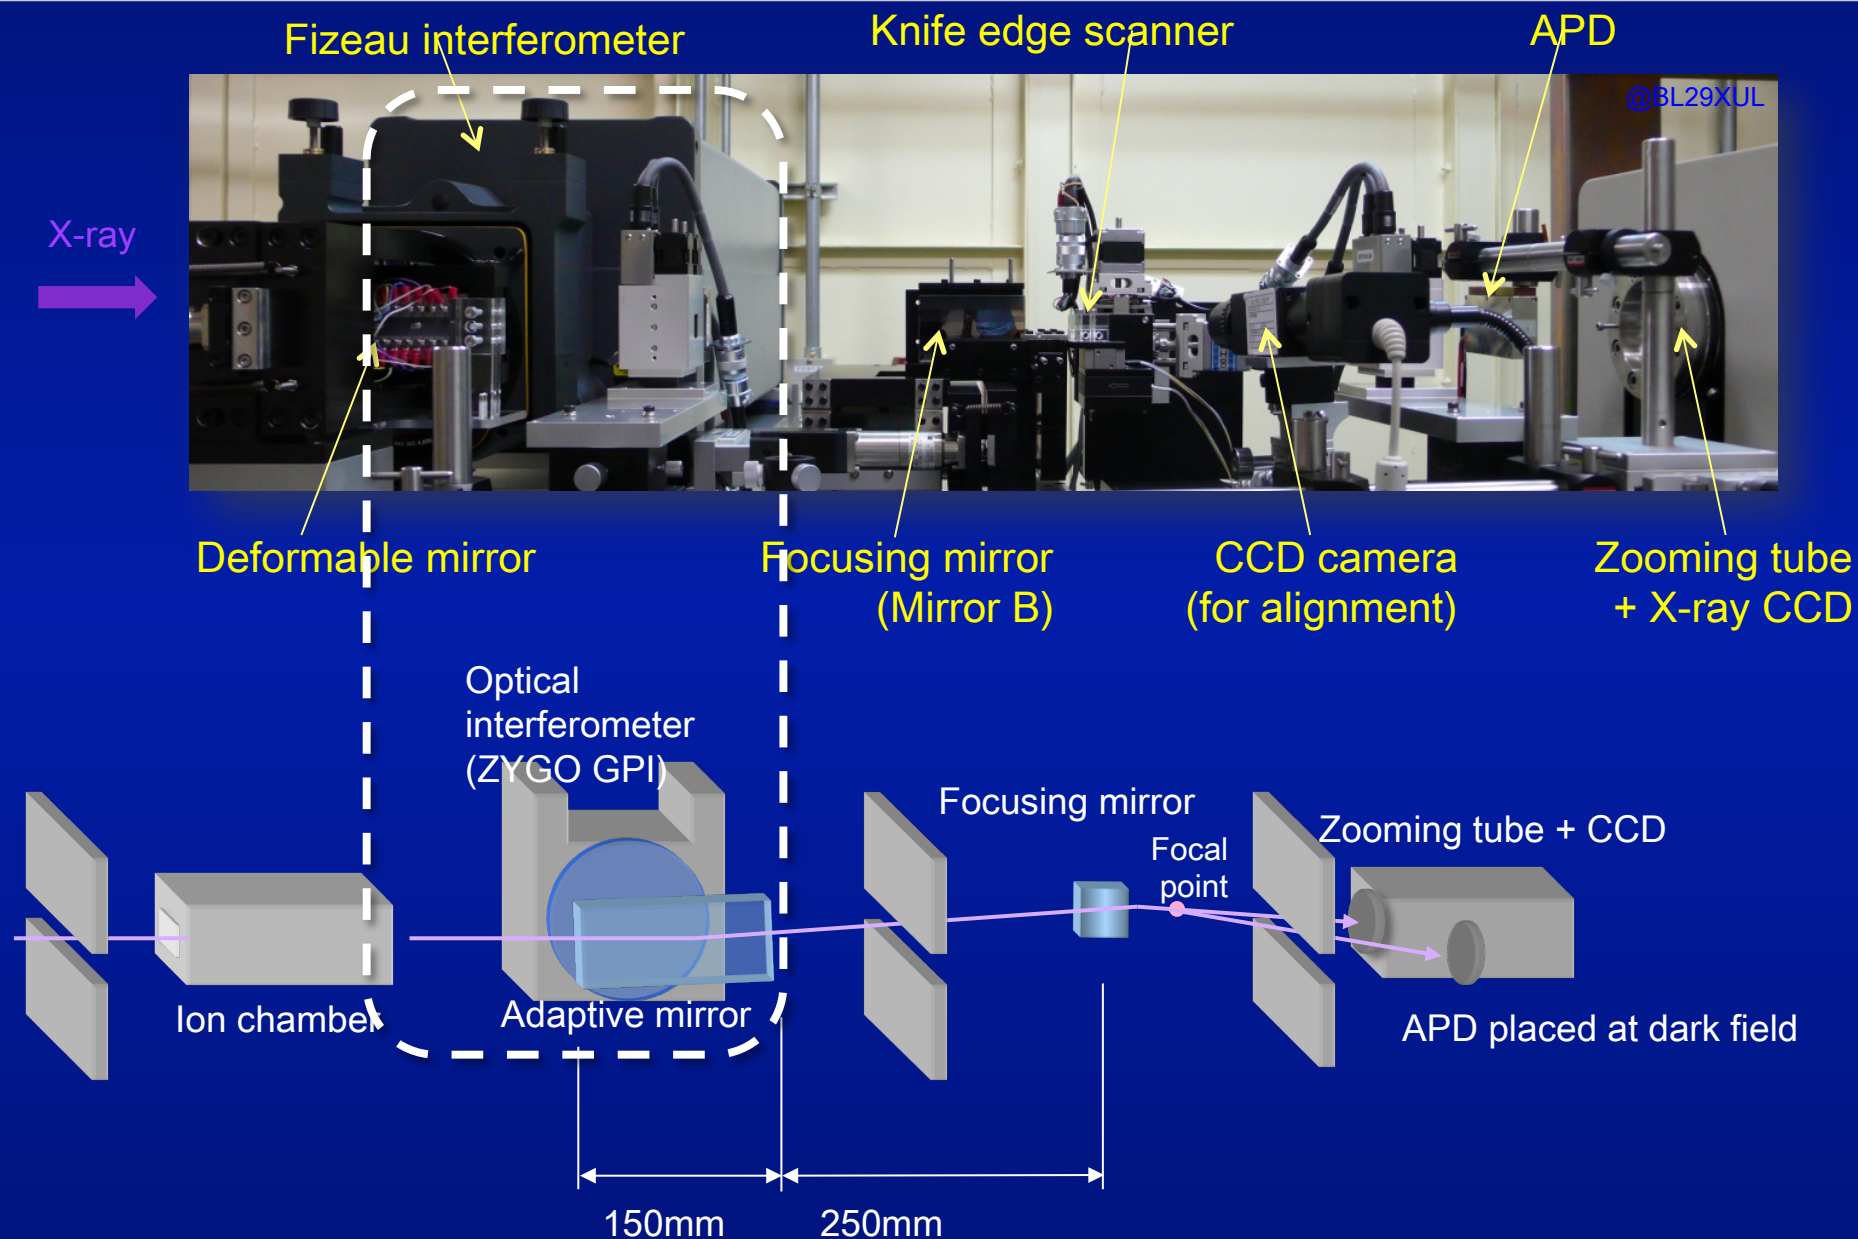 Fizeau interferometer
Knife edge scanner
APD
@BL29XUL
X-ray
Deformable mirror
Focusing mirror
(Mirror B)
CCD camera
(for alignment)
Zooming tube
+ X-ray CCD
Optical
interferometer
(ZYGO GPI)
Focusing mirror
Zooming tube + CCD
Focal
point
Ion chamber
Adaptive mirror
APD placed at dark field
150mm
250mm